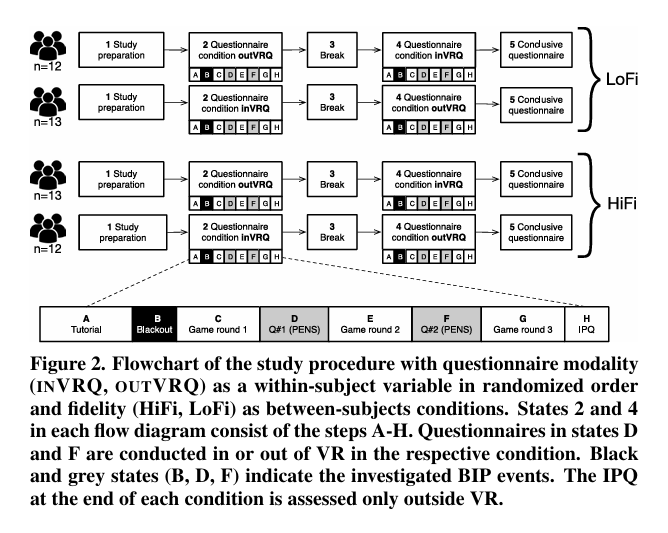 1 Study
preparation
2 Questionnaire
condition outVRQ
3
Break
4 Questionnaire
condition inVRQ
5 Conclusive
questionnaire
n=12
A B C D E F G H
A B C D E F G H
1 Study
preparation
2 Questionnaire
condition inVRQ
3
Break
4 Questionnaire
condition outVRQ
5 Conclusive
questionnaire
n=13
A B C D E F G H
A B C D E F G H
LoFi
1 Study
preparation
2 Questionnaire
condition outVRQ
3
Break
4 Questionnaire
condition inVRQ
5 Conclusive
questionnaire
n=13
A B C D E F G H
A B C D E F G H
1 Study
preparation
2 Questionnaire
condition inVRQ
3
Break
4 Questionnaire
condition outVRQ
5 Conclusive
questionnaire
n=12
A B C D E F G H
A B C D E F G H
HiFi
A
Tutorial
B
Blackout
C
Game round 1
D
Q#1 (PENS)
E
Game round 2
F
Q#2 (PENS)
G
Game round 3
H
IPQ
Figure 2. Flowchart of the study procedure with questionnaire modality
(INVRQ, OUTVRQ) as a within-subject variable in randomized order
and fidelity (HiFi, LoFi) as between-subjects conditions. States 2 and 4
in each flow diagram consist of the steps A-H. Questionnaires in states D
and F are conducted in or out of VR in the respective condition. Black
and grey states (B, D, F) indicate the investigated BIP events. The IPQ
at the end of each condition is assessed only outside VR.